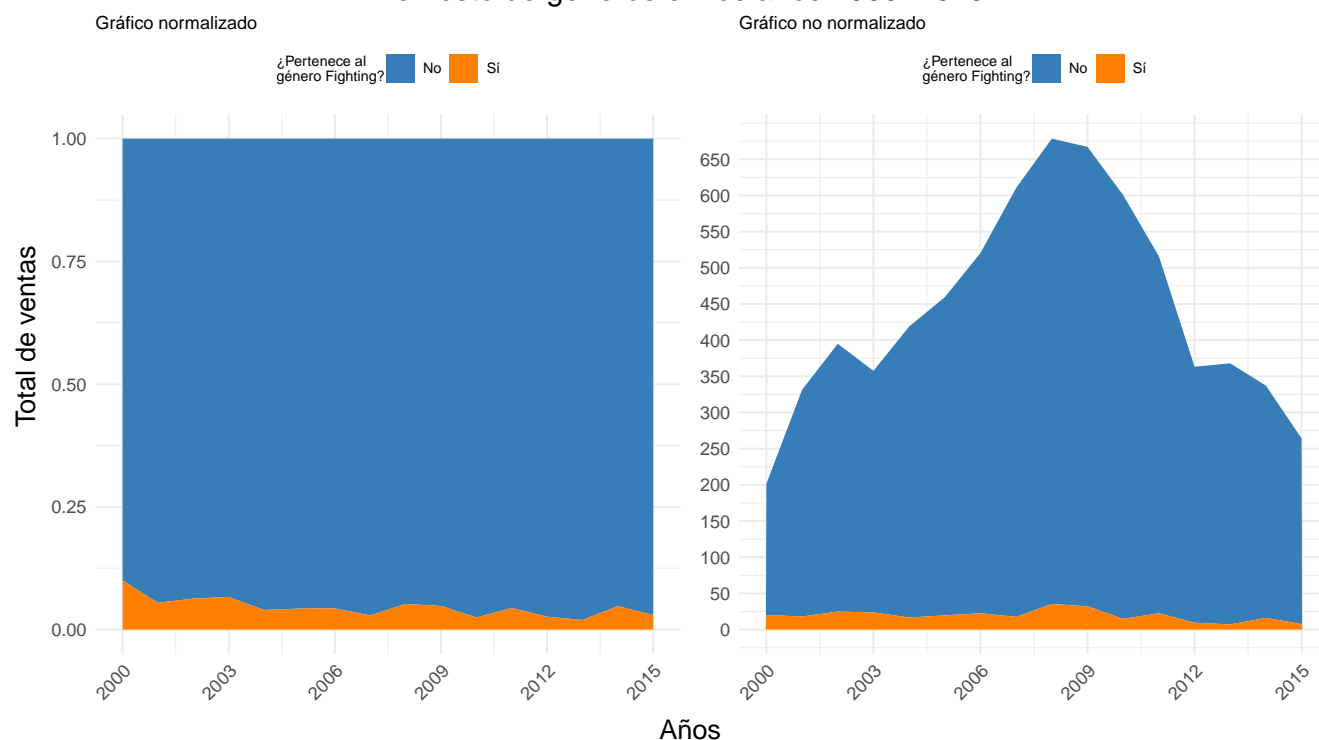 Gráfico normalizado
¿Pertenece al
género Fighting?
No
Sí
1.00
0.75
0.50
0.25
0.00
2000
2003
2006
2009
2012
2015
Total de ventas
Gráfico no normalizado
¿Pertenece al
género Fighting?
No
Sí
650
600
550
500
450
400
350
300
250
200
150
100
50
0
2000
2003
2006
2009
2012
2015
Años